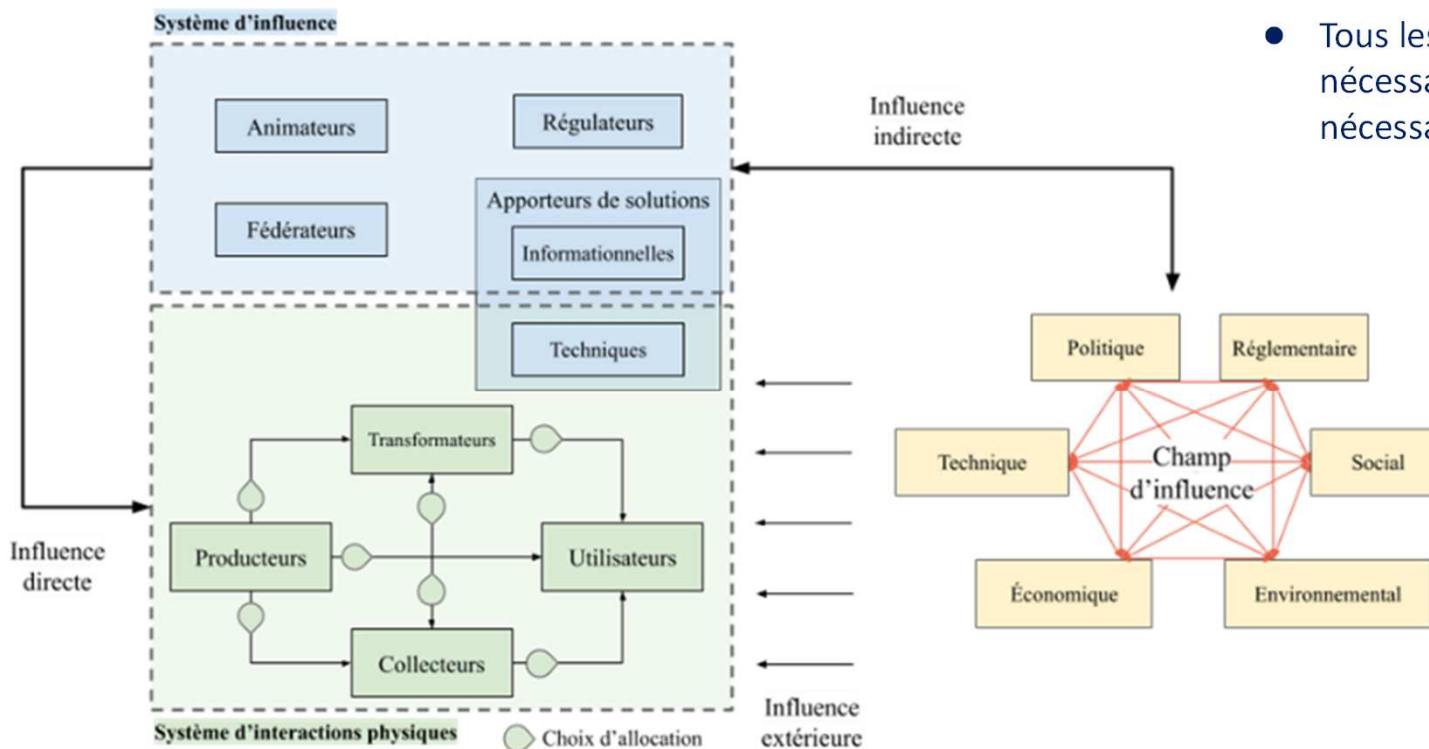 Système d'influence
Animateurs
Régulateurs
Fédérateurs
Apporteurs de solutions
Informationnelles
Techniques
Transformateurs
Producteurs
Utilisateurs
Collecteurs
Système d'interactions physiques
Choix d'allocation
Influence
directe
Influence
indirecte
Influence
extérieure
Politique
Réglementaire
Technique
Champ
d'influence
Social
Économique
Environnemental
● Tous les
nécessa
nécessa